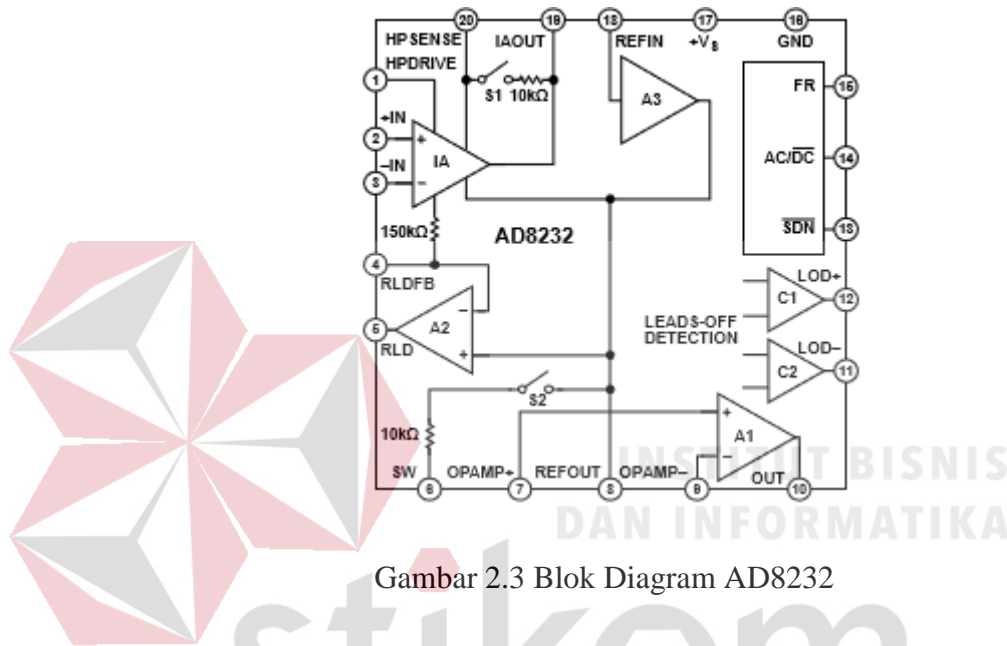 20 19 18 17 16
HPSENSE IAOUT REFIN +VS GND
HPDRIVE
1
S1 10kΩ
A3
FR 15
+IN
2
+
IA
AC/DC 14
–IN
3
–
SDN 13
150kΩ
AD8232
4
RLDFB
LOD+
C1 12
–
5 A2
RLD
LEADS-OFF
DETECTION
LOD–
+
C2 11
S2
10kΩ
+
A1
–
SW OPAMP+ REFOUT OPAMP– OUT
6 7 8 9 10
INSTITUT BISNIS
DAN INFORMATIKA
Gambar 2.3 Blok Diagram AD8232
stikom